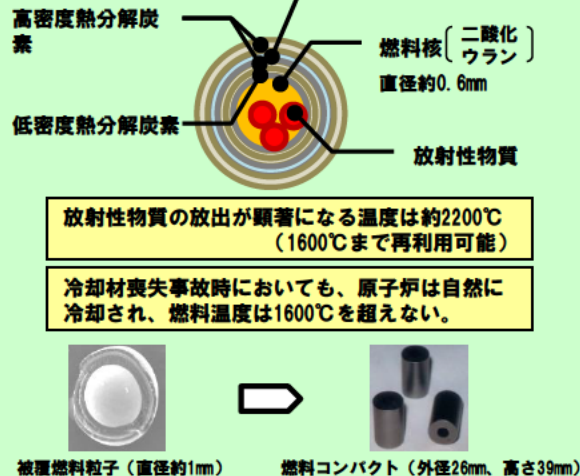 高密度熱分解炭
素
燃料核
二酸化
ウラン
直径約0.6mm
低密度熱分解炭素
放射性物質
放射性物質の放出が顕著になる温度は約2200℃
(1600℃まで再利用可能)
冷却材喪失事故時においても、原子炉は自然に
冷却され、燃料温度は1600℃を超えない。
被覆燃料粒子(直径約1mm)
燃料コンパクト(外径26mm、高さ39mm)